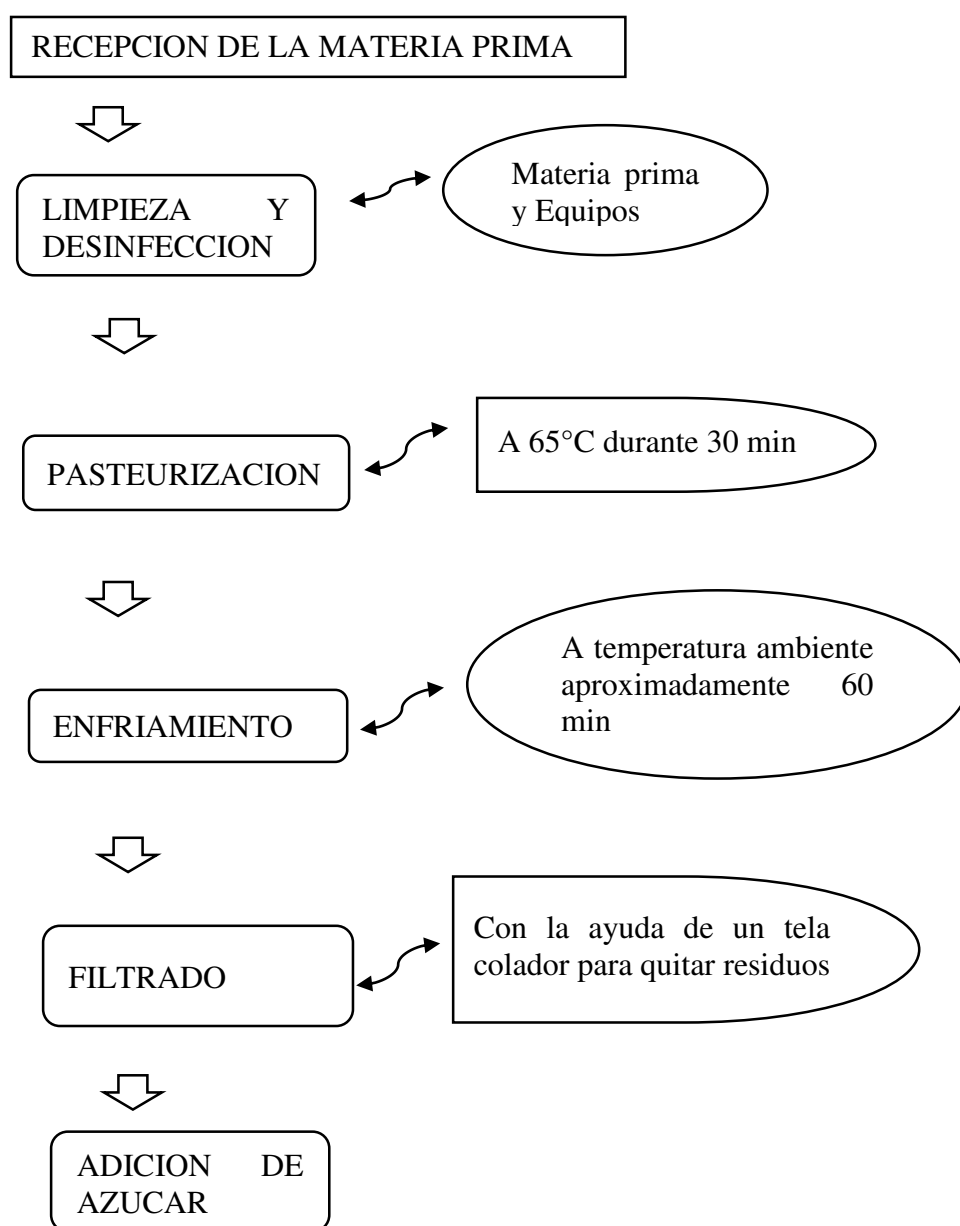 RECEPCION DE LA MATERIA PRIMA
LIMPIEZA Y
DESINFECCION
Materia prima
y Equipos
PASTEURIZACION
A 65°C durante 30 min
ENFRIAMIENTO
A temperatura ambiente
aproximadamente 60
min
FILTRADO
Con la ayuda de un tela
colador para quitar residuos
ADICION DE
AZUCAR